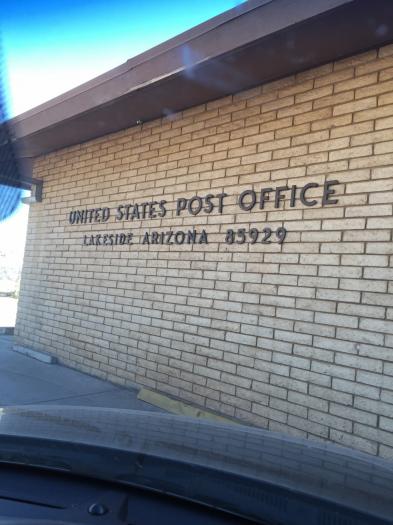 UNITED STATES POST OFFICE
LAKESIDE ARIZONA 85929